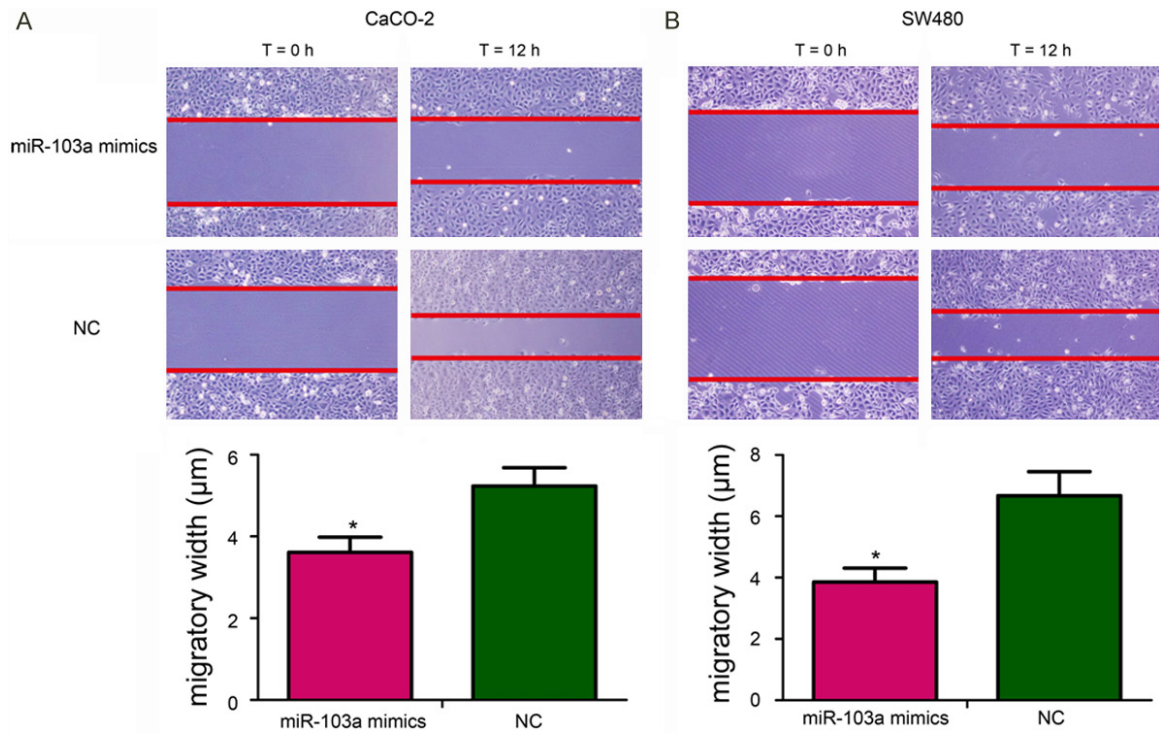 A
CaCO-2
T = 0 h
T = 12 h
miR-103a mimics
NC
migratory width (μm)
6
4
2
0
*
miR-103a mimics
NC
B
SW480
T = 0 h
T = 12 h
migratory width (μm)
8
6
4
2
0
*
miR-103a mimics
NC